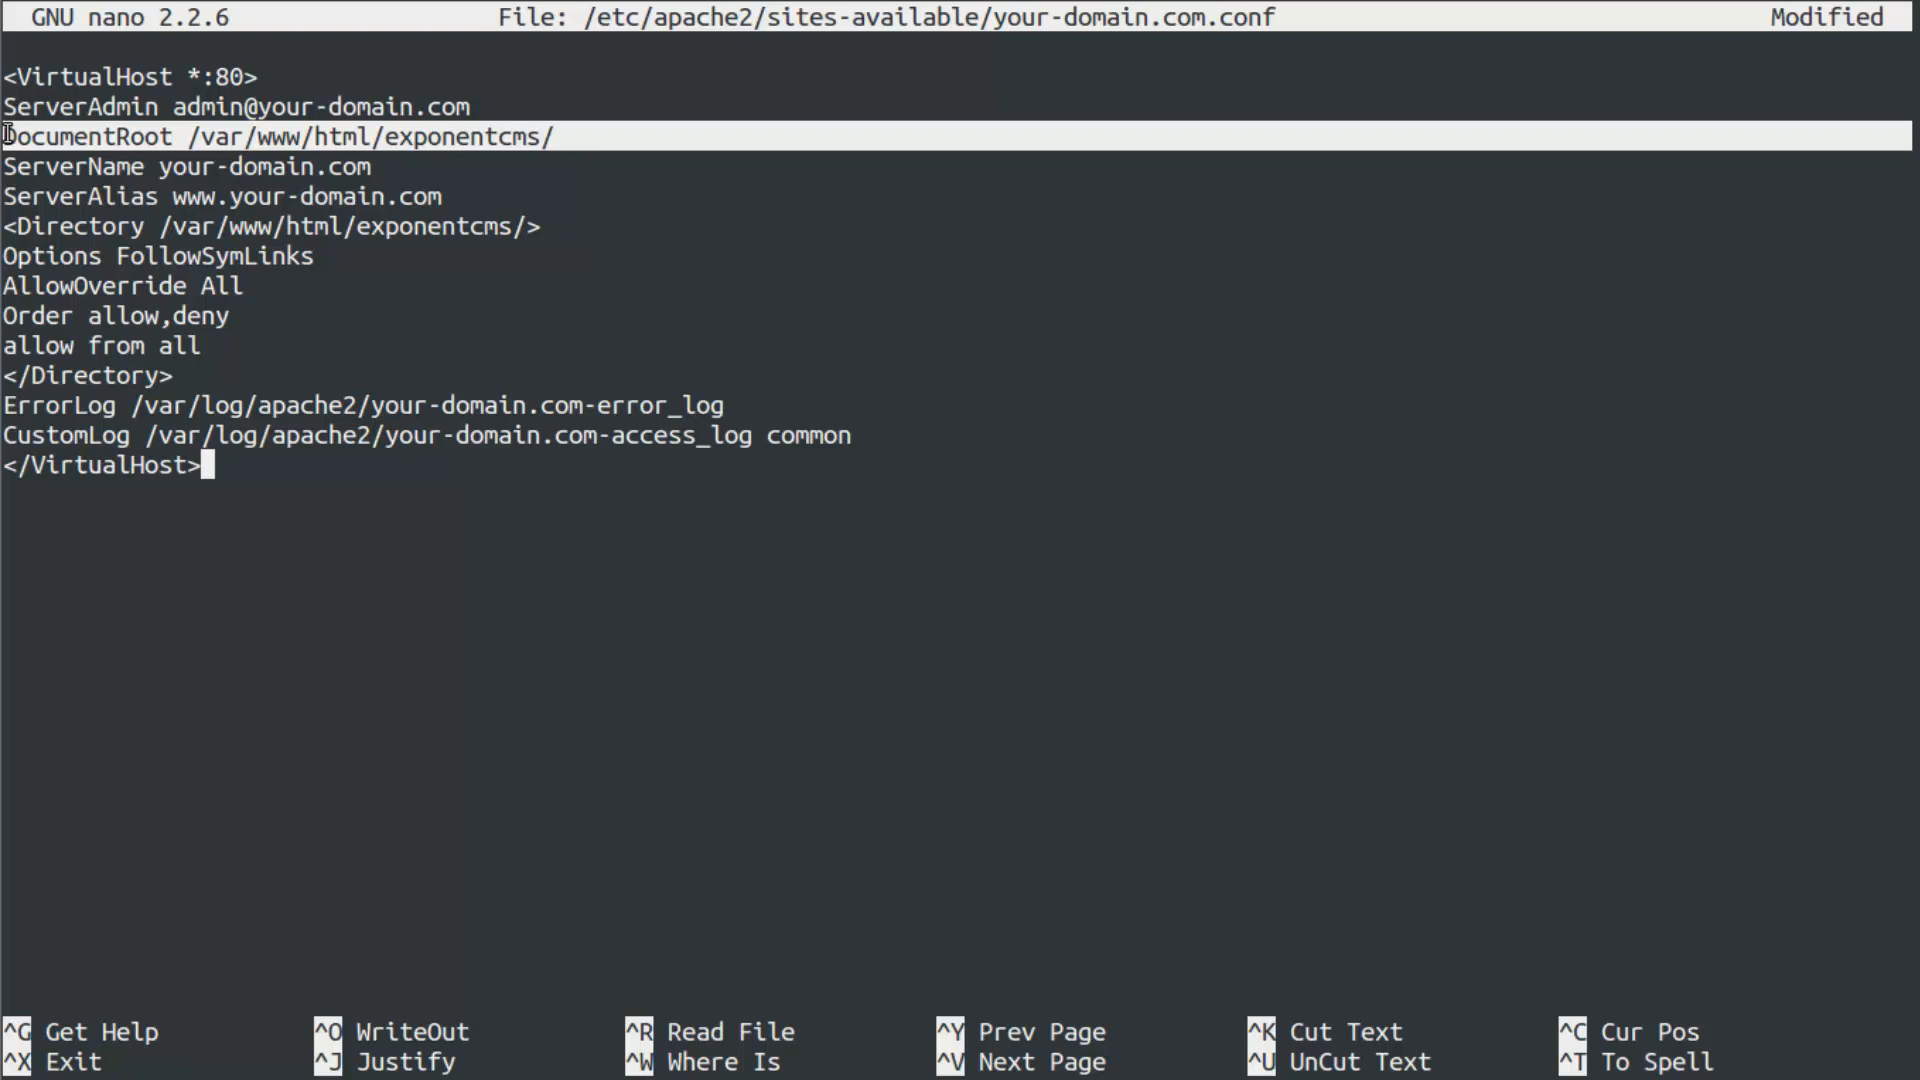 GNU nano 2.2.6 File: /etc/apache2/sites-available/your-domain.com.conf Modified
<VirtualHost *:80>
ServerAdmin admin@your-domain.com
DocumentRoot /var/www/html/exponentcms/
ServerName your-domain.com
ServerAlias www.your-domain.com
<Directory /var/www/html/exponentcms/>
Options FollowSymLinks
AllowOverride All
Order allow,deny
allow from all
</Directory>
ErrorLog /var/log/apache2/your-domain.com-error_log
CustomLog /var/log/apache2/your-domain.com-access_log common
</VirtualHost>
^G Get Help ^O WriteOut ^R Read File ^Y Prev Page ^K Cut Text ^C Cur Pos
^X Exit ^J Justify ^W Where Is ^V Next Page ^U UnCut Text ^T To Spell